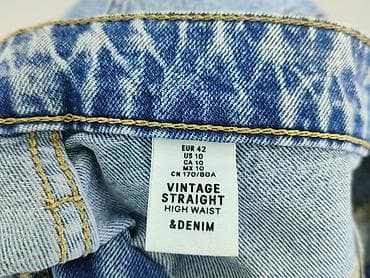 EUR 42
US 10
CA 10
MX 10
CN 170/80A
VINTAGE
STRAIGHT
HIGH WAIST
&DENIM